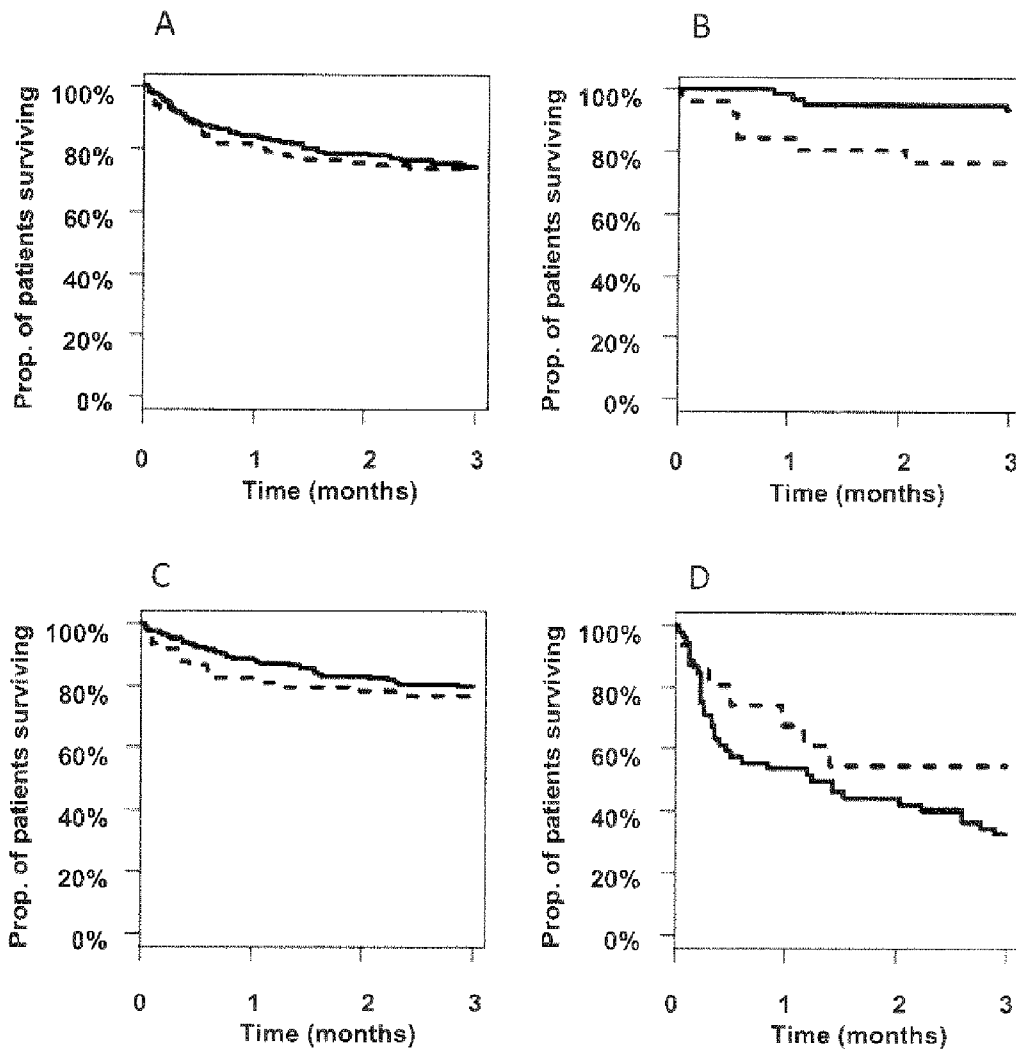 A
Prop. of patients surviving
100%
80%
60%
40%
20%
0%
0 1 2 3
Time (months)
B
Prop. of patients surviving
100%
80%
60%
40%
20%
0%
0 1 2 3
Time (months)
C
Prop. of patients surviving
100%
80%
60%
40%
20%
0%
0 1 2 3
Time (months)
D
Prop. of patients surviving
100%
80%
60%
40%
20%
0%
0 1 2 3
Time (months)